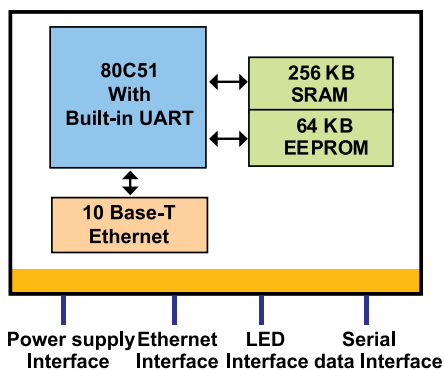 80C51
With
Built-in UART
256 KB
SRAM
64 KB
EEPROM
10 Base-T
Ethernet
Power supply Interface
Ethernet Interface
LED Interface
Serial data Interface